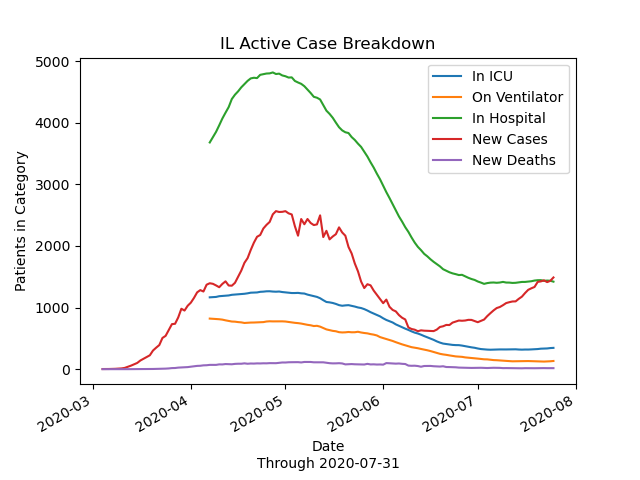 IL Active Case Breakdown
5000
4000
3000
2000
1000
0
Patients in Category
In ICU
On Ventilator
In Hospital
New Cases
New Deaths
2020-03
2020-04
2020-05
2020-06
2020-07
2020-08
Date
Through 2020-07-31